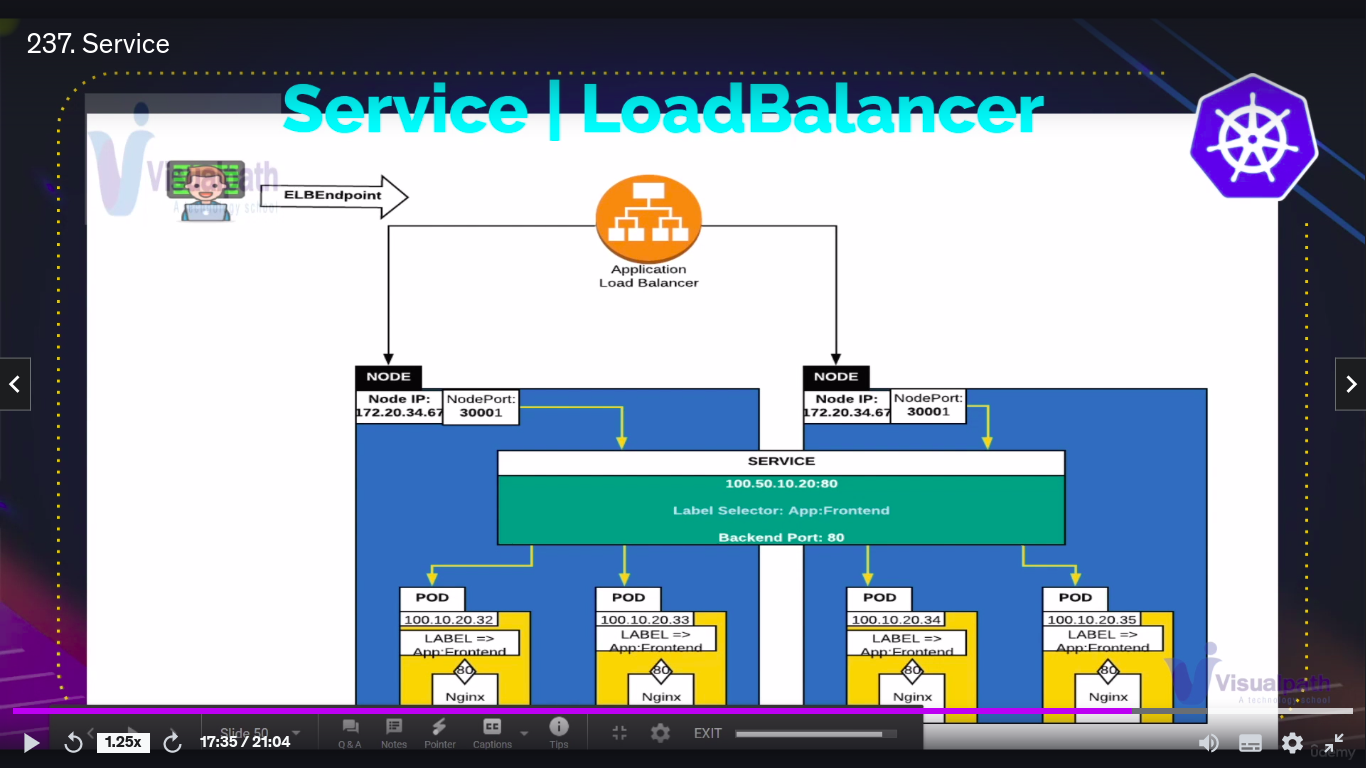 237. Service
Service | LoadBalancer
Visualpath
A technology school
ELBEndpoint
Application
Load Balancer
NODE
Node IP:
172.20.34.67
NodePort:
30001
NODE
Node IP:
172.20.34.67
NodePort:
30001
SERVICE
100.50.10.20:80
Label Selector: App:Frontend
Backend Port: 80
POD
100.10.20.32
LABEL =>
App:Frontend
80
Nginx
POD
100.10.20.33
LABEL =>
App:Frontend
80
Nginx
POD
100.10.20.34
LABEL =>
App:Frontend
80
Nginx
POD
100.10.20.35
LABEL =>
App:Frontend
80
Nginx
Visualpath
A technology school
Slide 50
Q & A
Notes
Pointer
Captions
Tips
EXIT
1.25x
17:35 / 21:04
ûdemy